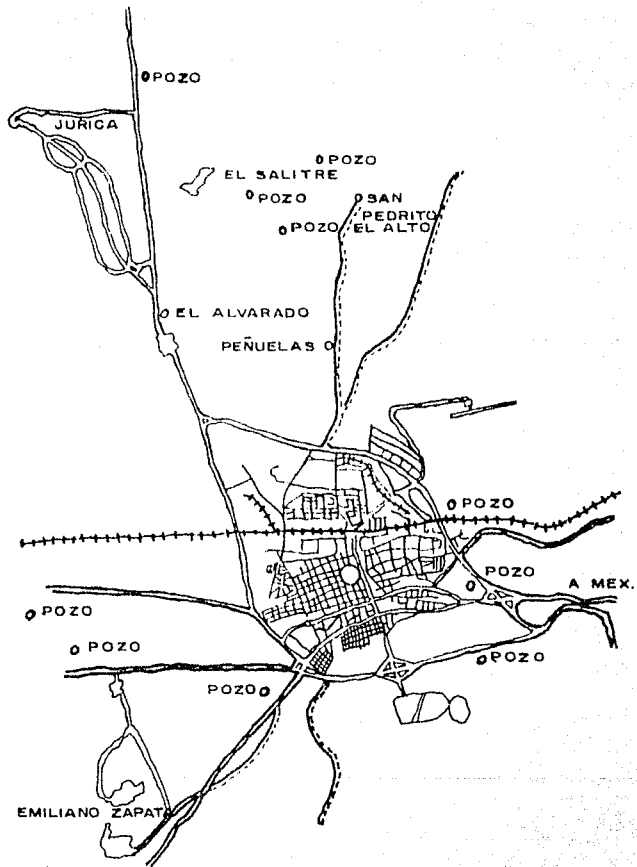 POZO
JURICA
POZO
EL SALITRE
POZO
SAN
PEDRITO
POZO
EL ALTO
EL ALVARADO
PEÑUELAS
POZO
POZO
A MEX.
POZO
POZO
POZO
POZO
EMILIANO ZAPATA